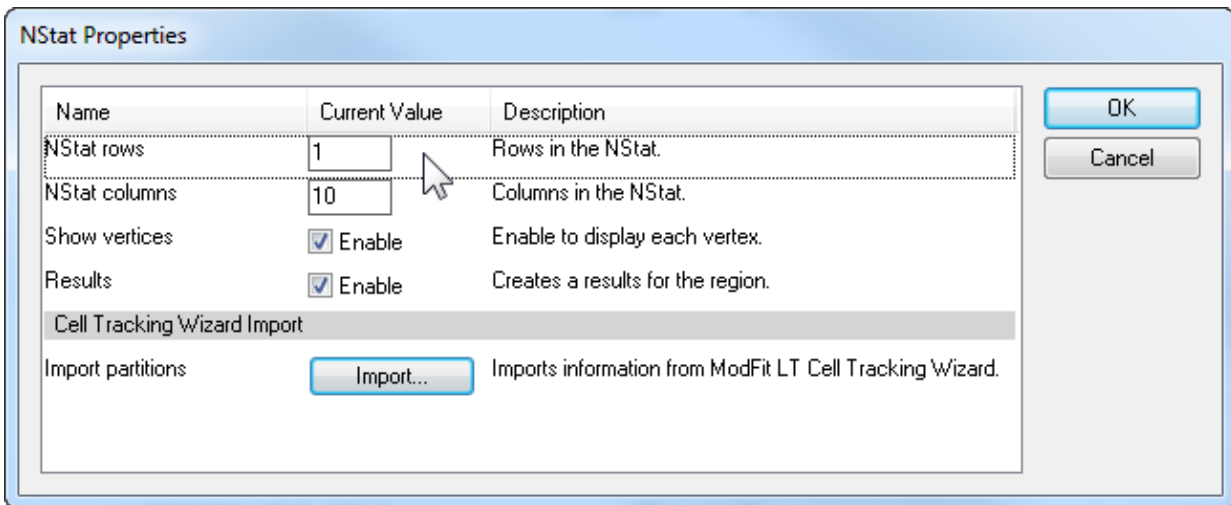 NStat Properties
Name Current Value Description
NStat rows 1 Rows in the NStat.
NStat columns 10 Columns in the NStat.
Show vertices Enable Enable to display each vertex.
Results Enable Creates a results for the region.
Cell Tracking Wizard Import
Import partitions Import... Imports information from ModFit LT Cell Tracking Wizard.
OK
Cancel